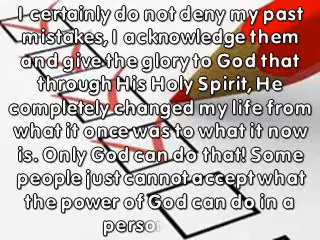 I certainly do not deny my past
mistakes, I acknowledge them
and give the glory to God that
through His Holy Spirit, He
completely changed my life from
what it once was to what it now
is. Only God can do that! Some
people just cannot accept what
the power of God can do in a